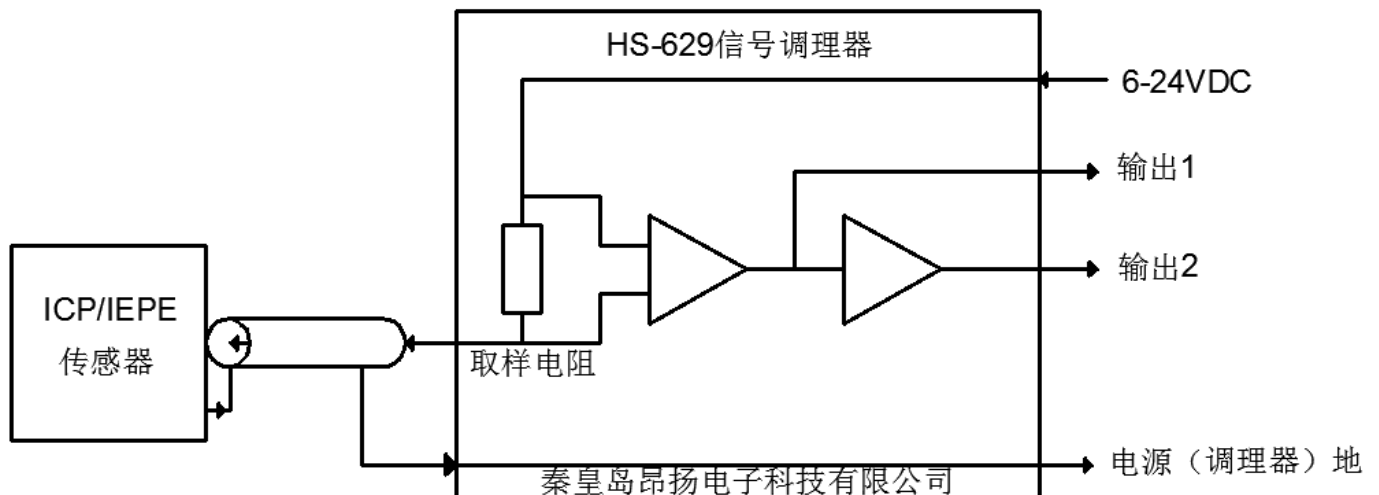 HS-629信号调理器
6-24VDC
输出1
输出2
ICP/IEPE
传感器
取样电阻
电源（调理器）地
秦皇岛昂扬电子科技有限公司